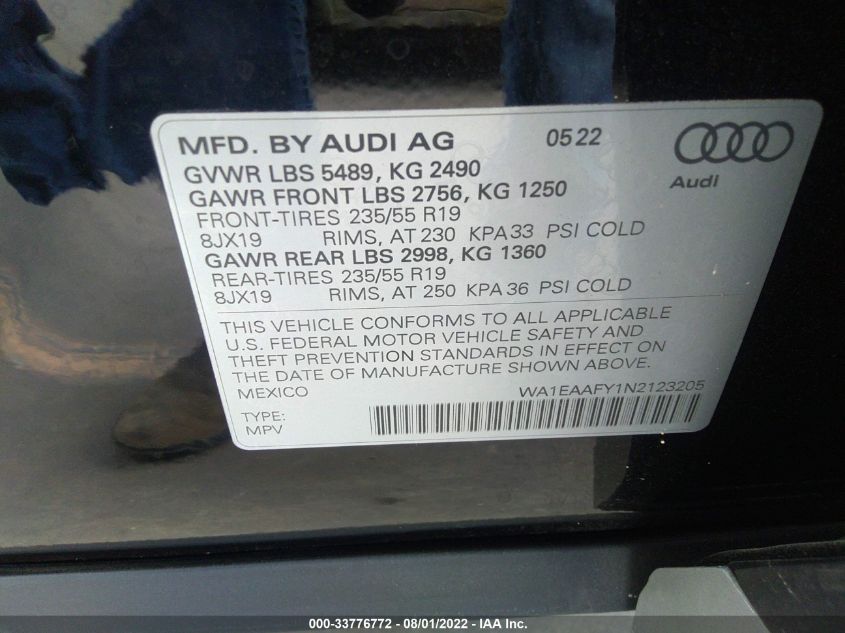 MFD. BY AUDI AG 05 22
Audi
GVWR LBS 5489, KG 2490
GAWR FRONT LBS 2756, KG 1250
FRONT-TIRES 235/55 R19
8JX19 RIMS, AT 230 KPA 33 PSI COLD
GAWR REAR LBS 2998, KG 1360
REAR-TIRES 235/55 R19
8JX19 RIMS, AT 250 KPA 36 PSI COLD
THIS VEHICLE CONFORMS TO ALL APPLICABLE
U.S. FEDERAL MOTOR VEHICLE SAFETY AND
THEFT PREVENTION STANDARDS IN EFFECT ON
THE DATE OF MANUFACTURE SHOWN ABOVE.
MEXICO WA1EAAFY1N2123205
TYPE:
MPV
000-33776772 - 08/01/2022 - IAA Inc.